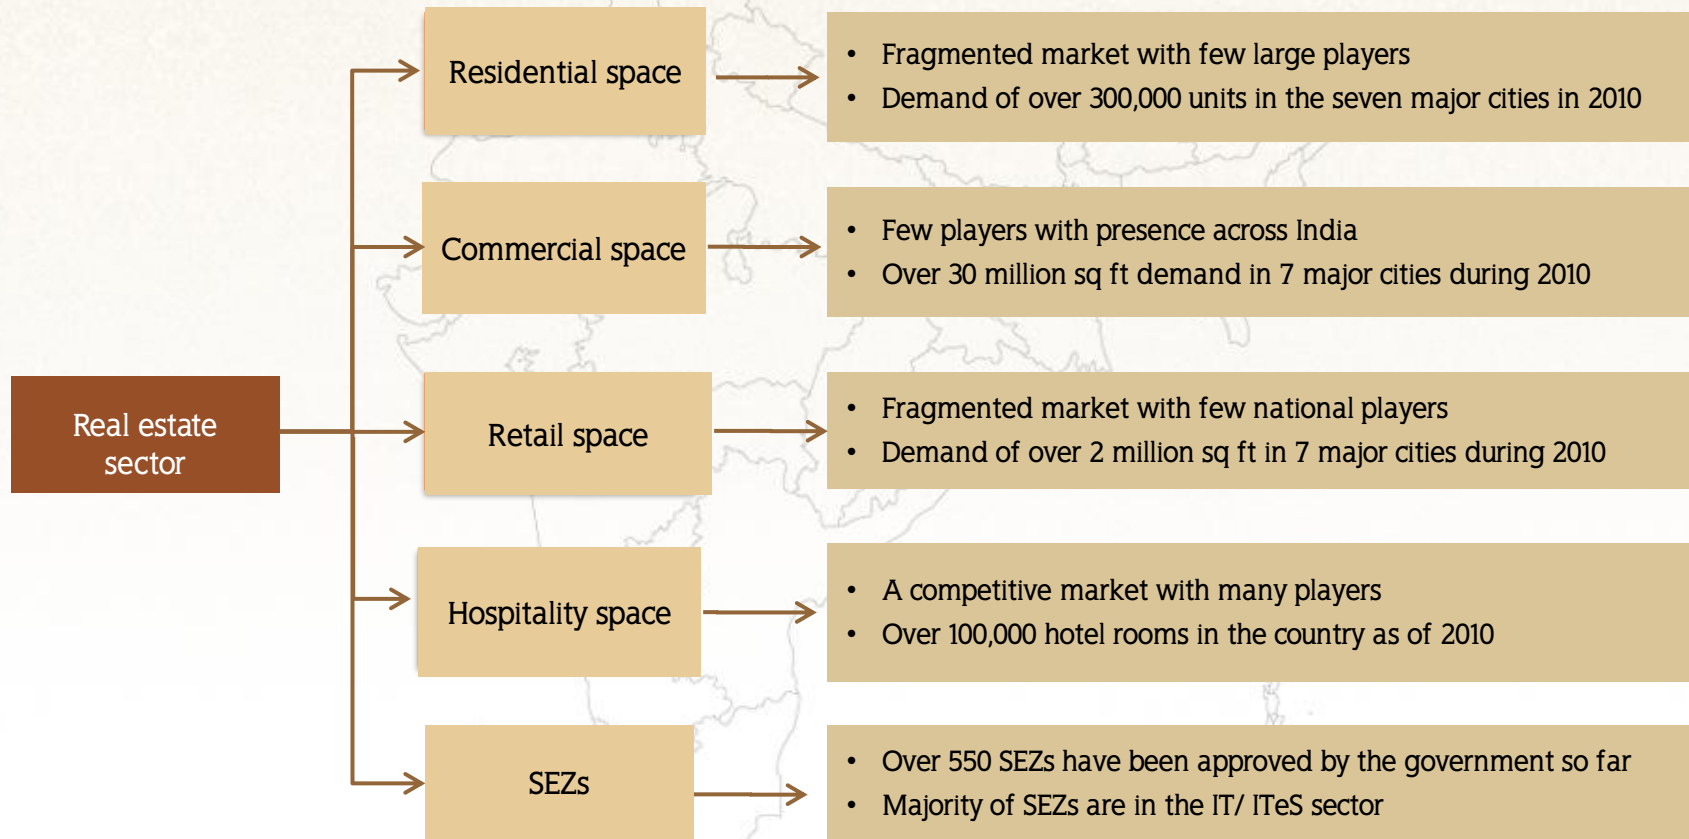 Residential space
• Fragmented market with few large players
• Demand of over 300,000 units in the seven major cities in 2010
Commercial space
• Few players with presence across India
• Over 30 million sq ft demand in 7 major cities during 2010
Real estate
sector
Retail space
• Fragmented market with few national players
• Demand of over 2 million sq ft in 7 major cities during 2010
Hospitality space
• A competitive market with many players
• Over 100,000 hotel rooms in the country as of 2010
SEZs
• Over 550 SEZs have been approved by the government so far
• Majority of SEZs are in the IT/ ITeS sector